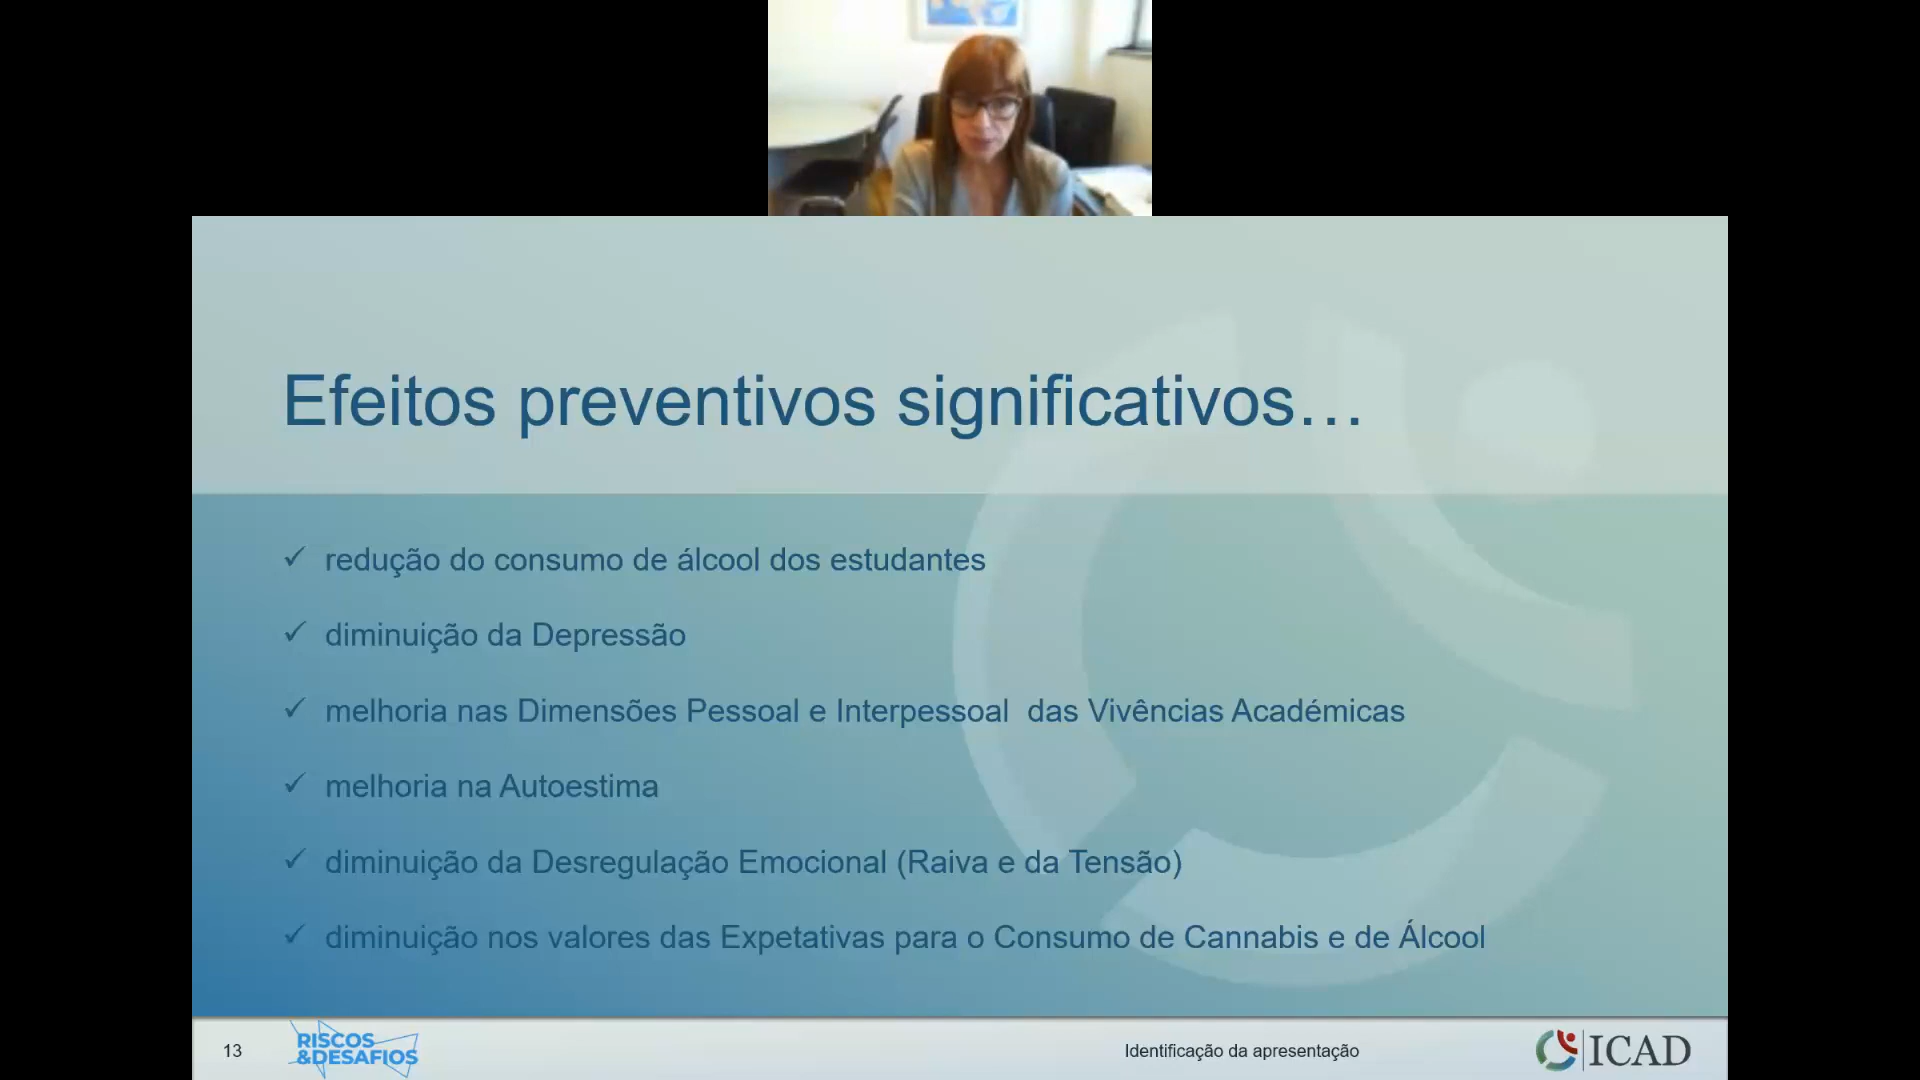 Efeitos preventivos significativos…
✓ redução do consumo de álcool dos estudantes
✓ diminuição da Depressão
✓ melhoria nas Dimensões Pessoal e Interpessoal das Vivências Académicas
✓ melhoria na Autoestima
✓ diminuição da Desregulação Emocional (Raiva e da Tensão)
✓ diminuição nos valores das Expetativas para o Consumo de Cannabis e de Álcool
13
RISCOS
&DESAFIOS
Identificação da apresentação
ICAD